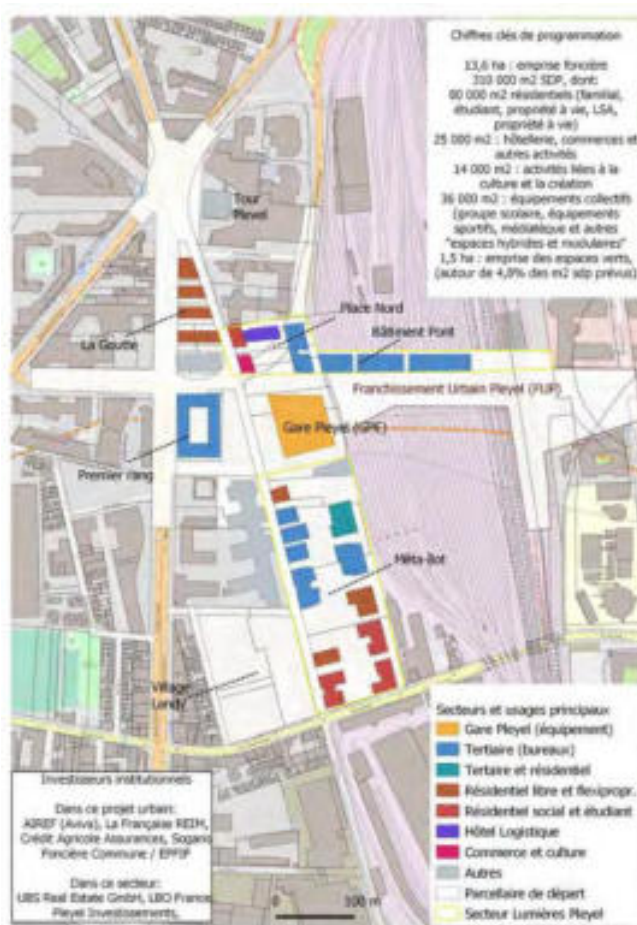 Chiffres clés de programmation
13,6 ha : emprise foncière
310 000 m2 SDP, dont:
80 000 m2 résidentiels (familial,
étudiant, propriété à vie, LSA,
propriété à vie)
25 000 m2 : hôtellerie, commerces et
autres activités
14 000 m2 : activités liées à la
culture et la création
36 000 m2 : équipements collectifs
(groupe scolaire, équipements
sportifs, médiatèque et autres
"espaces hybrides et modulaires"
1,5 ha : emprise des espaces verts,
(autour de 4,8% des m2 sdp prévus)
Tour
Pleyel
Place Nord
La Goutte
Bâtiment Pont
Franchissement Urbain Pleyel (FUP)
Gare Pleyel (GPE)
Premier rang
Méta-îlot
Village
Landy
Secteurs et usages principaux
Gare Pleyel (équipement)
Tertiaire (bureaux)
Tertaire et résidentiel
Résidentiel libre et flexipropr.
Résidentiel social et étudiant
Hôtel Logistique
Commerce et culture
Autres
Parcellaire de départ
Secteur Lumières Pleyel
Investisseurs institutionnels
Dans ce projet urbain:
AIREF (Aviva), La Française REIM,
Crédit Agricole Assurances, Sogaris
Foncière Commune / EPFIF
Dans ce secteur:
UBS Real Estate GmbH, LBO France
Pleyel Investissements,
0 100 m